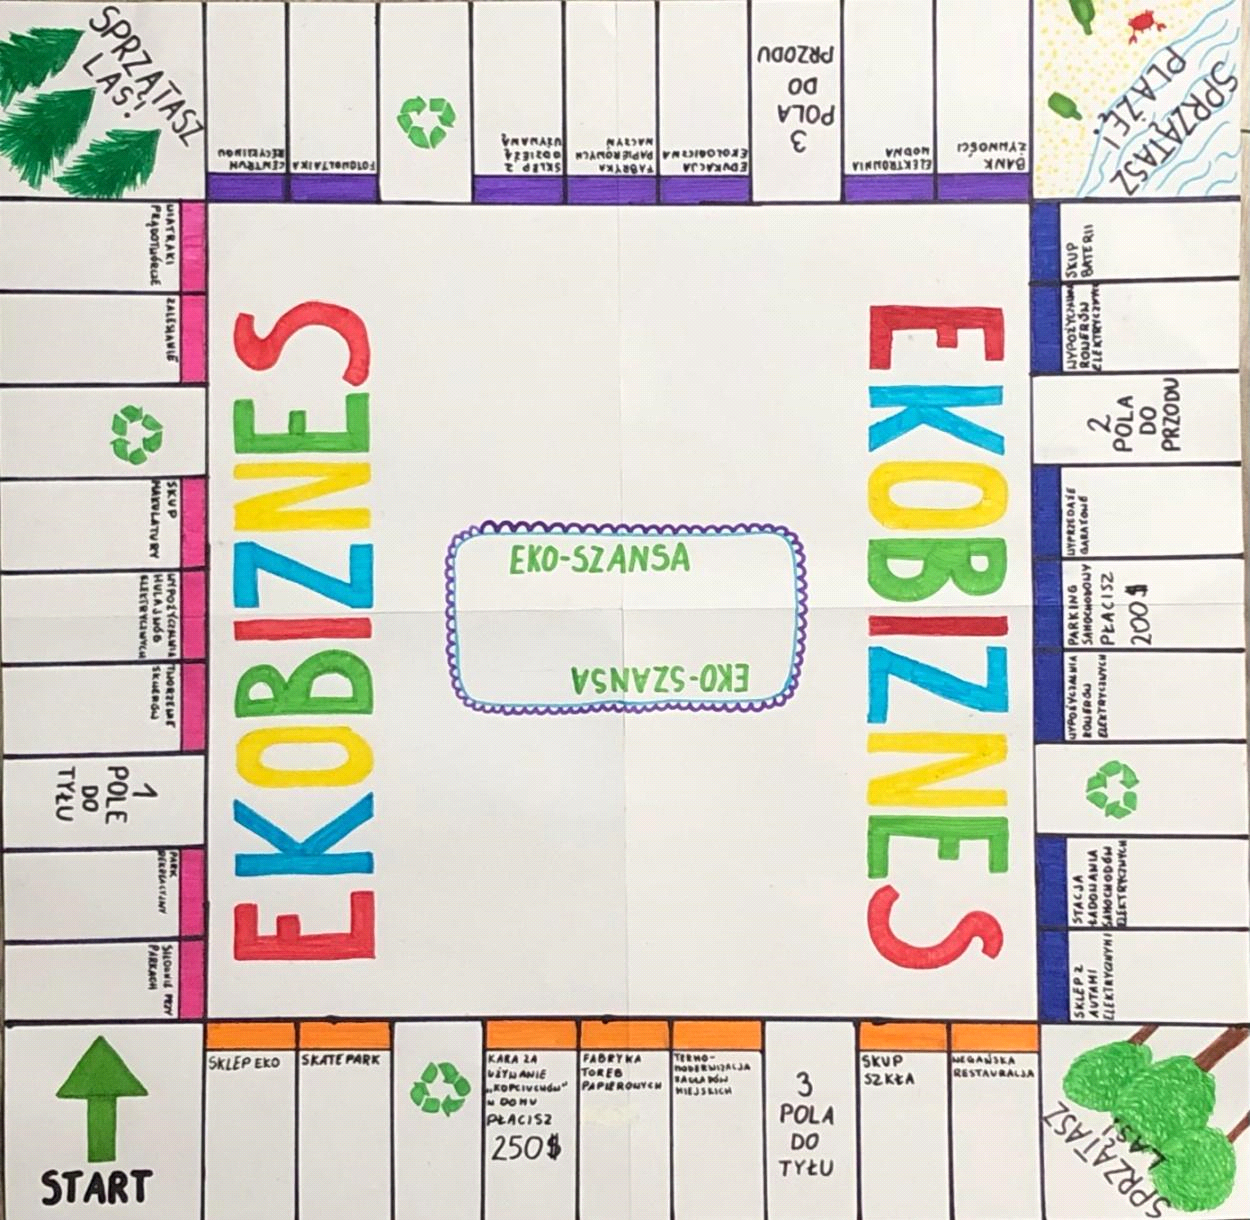 SPRZĄTASZ
LAS!
CENTRUM
RECYKLINGU
FOTOWOLTAIKA
SKLEP Z
ODZIEŻĄ
UŻYWANĄ
FABRYKA
PAPIEROWYCH
NACZYŃ
EDUKACJA
EKOLOGICZNA
3
POLA
DO
PRZODU
ELEKTROWNIA
WODNA
BANK
ŻYWNOŚCI
SPRZĄTASZ
PLAŻĘ!
SKUP
BATERII
WYPOŻYCZALNIA
ROWERÓW
ELEKTRYCZNYCH
2
POLA
DO
PRZODU
WYPRZEDAŻE
GARAŻOWE
PARKING
SAMOCHODOWY
PŁACISZ
200$
WYPOŻYCZALNIA
ROWERÓW
ELEKTRYCZNYCH
STACJA
ŁADOWANIA
SAMOCHODÓW
ELEKTRYCZNYCH
SKLEP Z
AUTAMI
ELEKTRYCZNYMI
SPRZĄTASZ
LAS!
WEGAŃSKA
RESTAURACJA
SKUP
SZKŁA
3
POLA
DO
TYŁU
TERMO-
MODERNIZACJA
ZAKŁADÓW
MIEJSKICH
FABRYKA
TOREB
PAPIEROWYCH
KARA ZA
UŻYWANIE
„KOPCIUCHÓW"
W DOMU
PŁACISZ
250$
SKATEPARK
SKLEP EKO
START
SIŁOWNIE PRZY
PARKACH
PARK
REKREACYJNY
1
POLE
DO
TYŁU
TWORZENIE
SKWERÓW
WYPOŻYCZALNIA
HULAJNÓG
ELEKTRYCZNYCH
SKUP
MAKULATURY
ZALESIANIE
WIATRAKI
PRĄDOTWÓRCZE
EKOBIZNES
EKO-SZANSA
EKO-SZANSA
EKOBIZNES